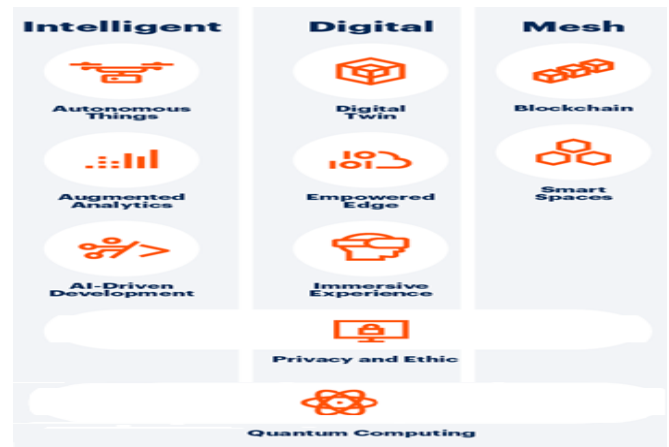 Intelligent
Autonomous
Things
Augmented
Analytics
AI-Driven
Development
Digital
Digital
Twin
Empowered
Edge
Immersive
Experience
Mesh
Blockchain
Smart
Spaces
Privacy and Ethic
Quantum Computing